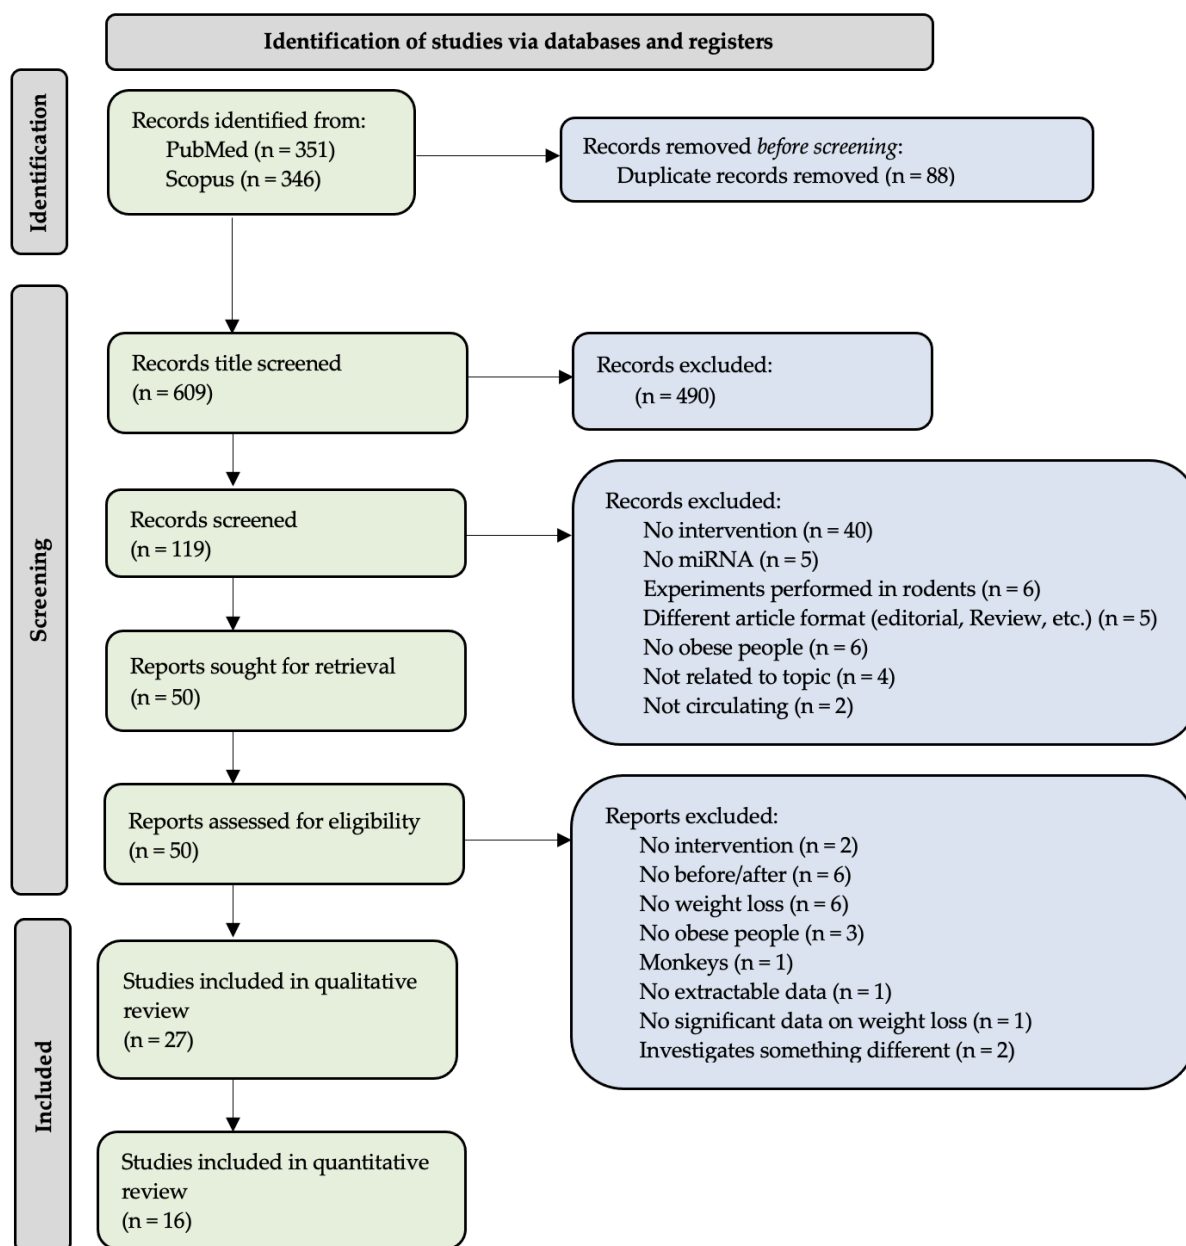 Identification of studies via databases and registers
Identification
Records identified from:
PubMed (n = 351)
Scopus (n = 346)
Records removed before screening:
Duplicate records removed (n = 88)
Screening
Records title screened
(n = 609)
Records excluded:
(n = 490)
Records screened
(n = 119)
Records excluded:
No intervention (n = 40)
No miRNA (n = 5)
Experiments performed in rodents (n = 6)
Different article format (editorial, Review, etc.) (n = 5)
No obese people (n = 6)
Not related to topic (n = 4)
Not circulating (n = 2)
Reports sought for retrieval
(n = 50)
Reports assessed for eligibility
(n = 50)
Reports excluded:
No intervention (n = 2)
No before/after (n = 6)
No weight loss (n = 6)
No obese people (n = 3)
Monkeys (n = 1)
No extractable data (n = 1)
No significant data on weight loss (n = 1)
Investigates something different (n = 2)
Included
Studies included in qualitative
review
(n = 27)
Studies included in quantitative
review
(n = 16)